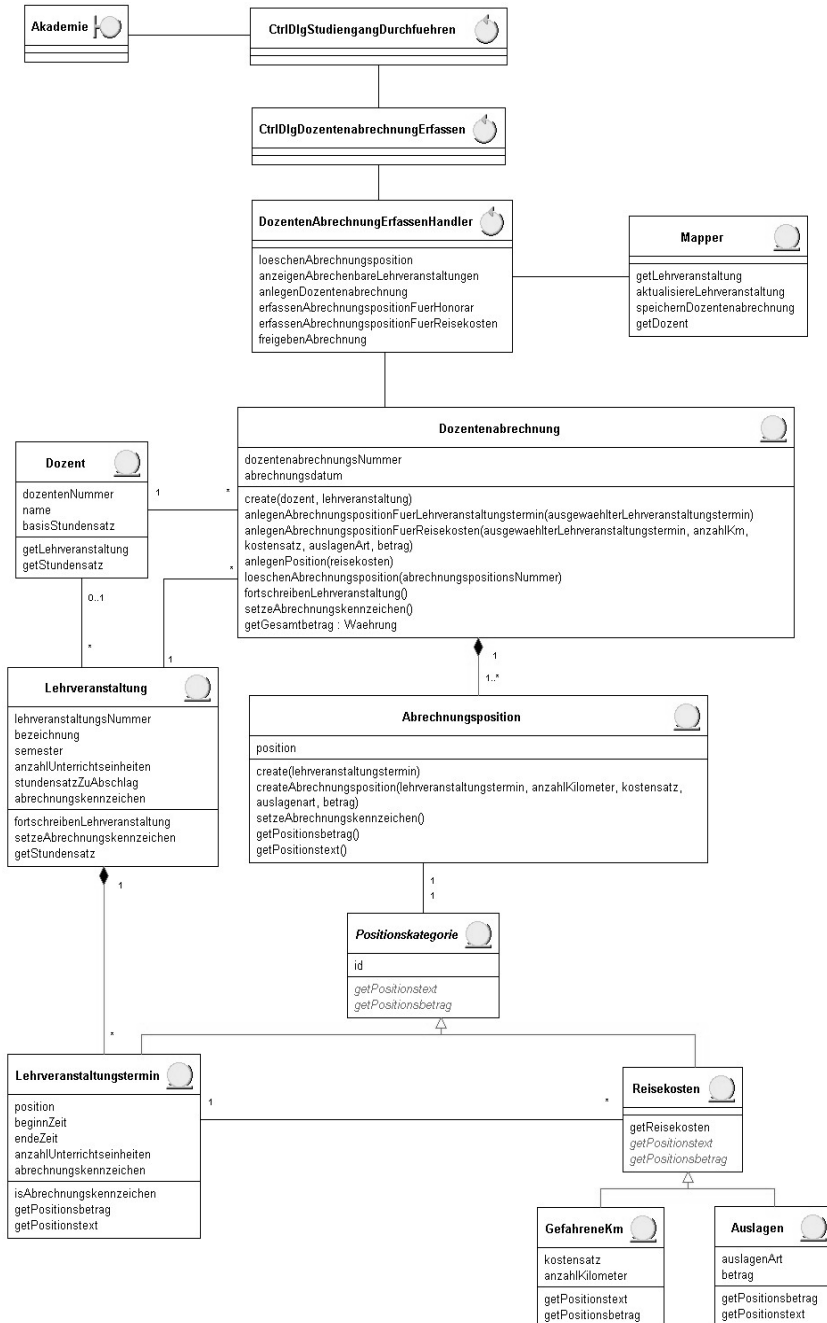 Akademie
CtrlDlgStudiengangDurchfuehren
CtrlDlgDozentenabrechnungErfassen
DozentenAbrechnungErfassenHandler
loeschenAbrechnungsposition
anzeigenAbrechenbareLehrveranstaltungen
anlegenDozentenabrechnung
erfassenAbrechnungspositionFuerHonorar
erfassenAbrechnungspositionFuerReisekosten
freigebenAbrechnung
Mapper
getLehrveranstaltung
aktualisiereLehrveranstaltung
speichernDozentenabrechnung
getDozent
Dozentenabrechnung
dozentenabrechnungsNummer
abrechnungsdatum
create(dozent, lehrveranstaltung)
anlegenAbrechnungspositionFuerLehrveranstaltungstermin(ausgewaehlterLehrveranstaltungstermin)
anlegenAbrechnungspositionFuerReisekosten(ausgewaehlterLehrveranstaltungstermin, anzahlKm,
kostensatz, auslagenArt, betrag)
anlegenPosition(reisekosten)
loeschenAbrechnungsposition(abrechnungspositionsNummer)
fortschreibenLehrveranstaltung()
setzeAbrechnungskennzeichen()
getGesamtbetrag : Waehrung
Dozent
dozentenNummer
name
basisStundensatz
getLehrveranstaltung
getStundensatz
1
*
*
0..1
*
1
1
1..*
Lehrveranstaltung
lehrveranstaltungsNummer
bezeichnung
semester
anzahlUnterrichtseinheiten
stundensatzZuAbschlag
abrechnungskennzeichen
fortschreibenLehrveranstaltung
setzeAbrechnungskennzeichen
getStundensatz
Abrechnungsposition
position
create(lehrveranstaltungstermin)
createAbrechnungsposition(lehrveranstaltungstermin, anzahlKilometer, kostensatz,
auslagenart, betrag)
setzeAbrechnungskennzeichen()
getPositionsbetrag()
getPositionstext()
1
1
1
Positionskategorie
id
getPositionstext
getPositionsbetrag
*
Lehrveranstaltungstermin
position
beginnZeit
endeZeit
anzahlUnterrichtseinheiten
abrechnungskennzeichen
isAbrechnungskennzeichen
getPositionsbetrag
getPositionstext
1
*
Reisekosten
getReisekosten
getPositionstext
getPositionsbetrag
GefahreneKm
kostensatz
anzahlKilometer
getPositionstext
getPositionsbetrag
Auslagen
auslagenArt
betrag
getPositionsbetrag
getPositionstext